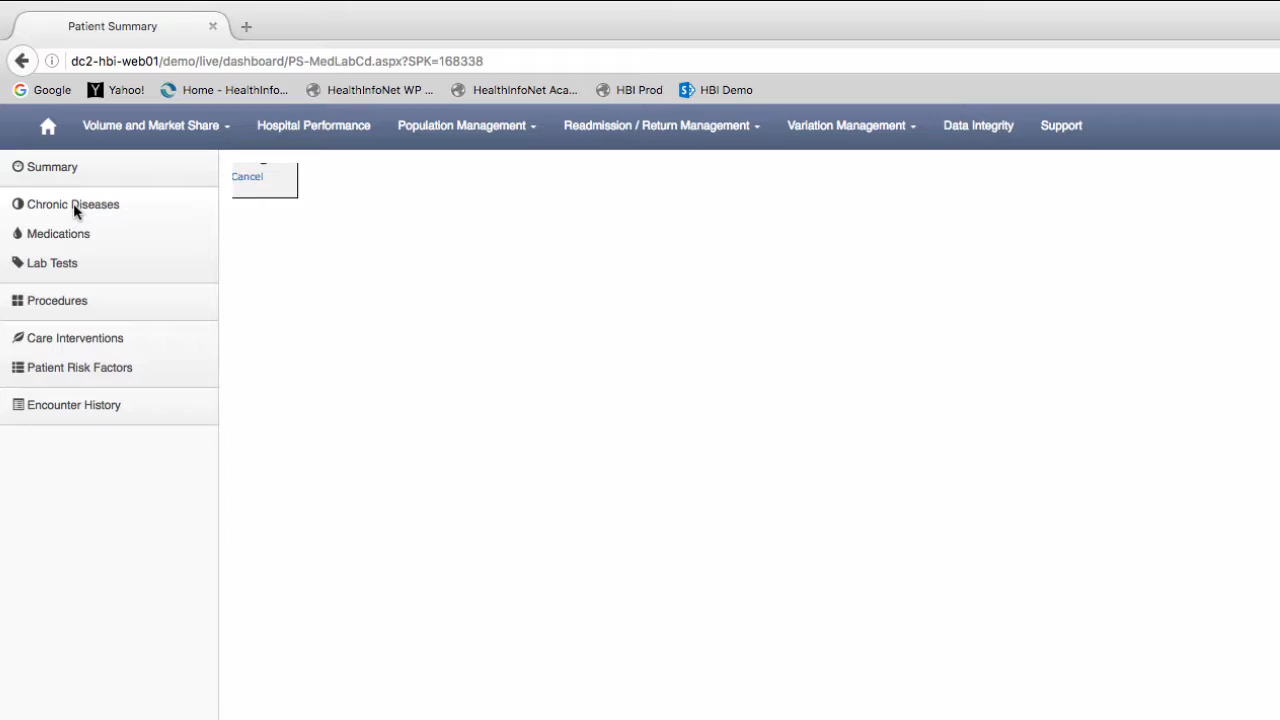 Patient Summary
dc2-hbi-web01/demo/live/dashboard/PS-MedLabCd.aspx?SPK=168338
Google Yahoo! Home - HealthInfo... HealthInfoNet WP ... HealthInfoNet Aca... HBI Prod HBI Demo
Volume and Market Share Hospital Performance Population Management Readmission / Return Management Variation Management Data Integrity Support
Summary
Cancel
Chronic Diseases
Medications
Lab Tests
Procedures
Care Interventions
Patient Risk Factors
Encounter History